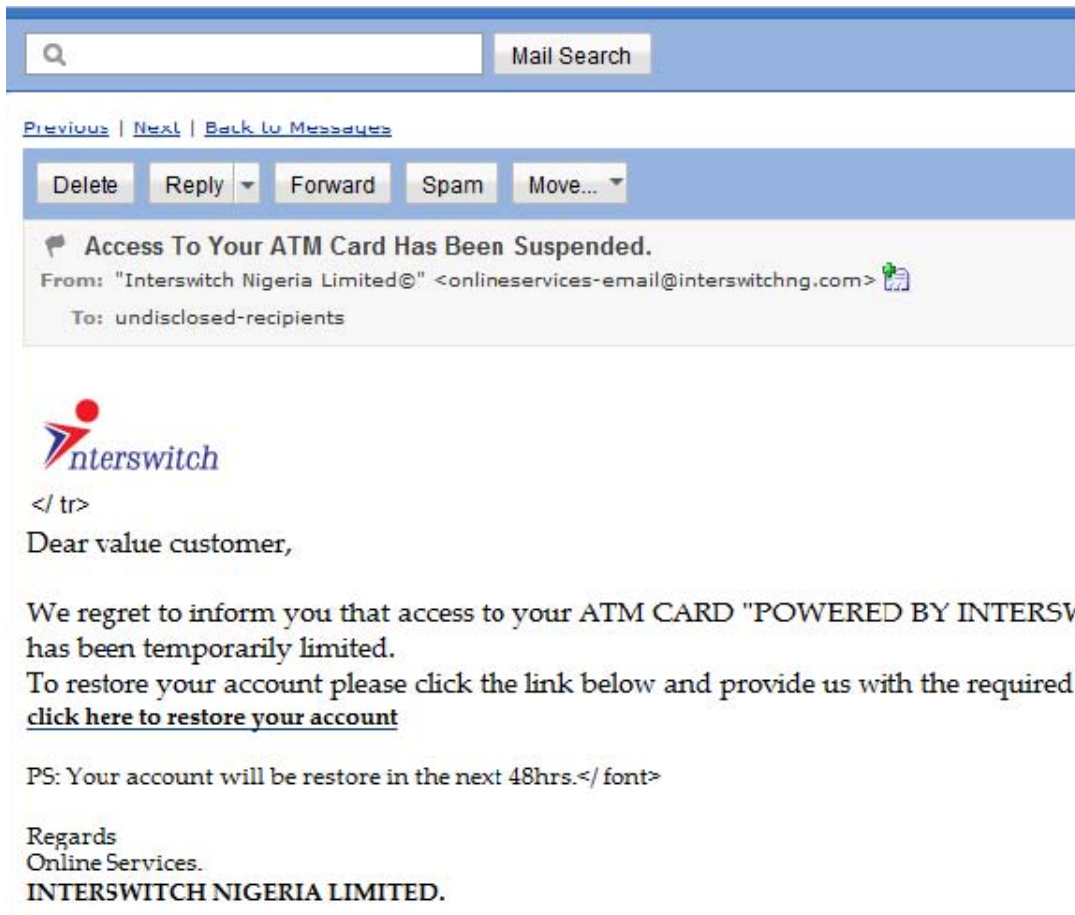 Mail Search
Previous | Next | Back to Messages
Delete Reply Forward Spam Move...
Access To Your ATM Card Has Been Suspended.
From: "Interswitch Nigeria Limited©" <onlineservices-email@interswitchng.com>
To: undisclosed-recipients
nterswitch
</ tr>
Dear value customer,
We regret to inform you that access to your ATM CARD "POWERED BY INTERSW
has been temporarily limited.
To restore your account please click the link below and provide us with the required
click here to restore your account
PS: Your account will be restore in the next 48hrs.</ font>
Regards
Online Services.
INTERSWITCH NIGERIA LIMITED.